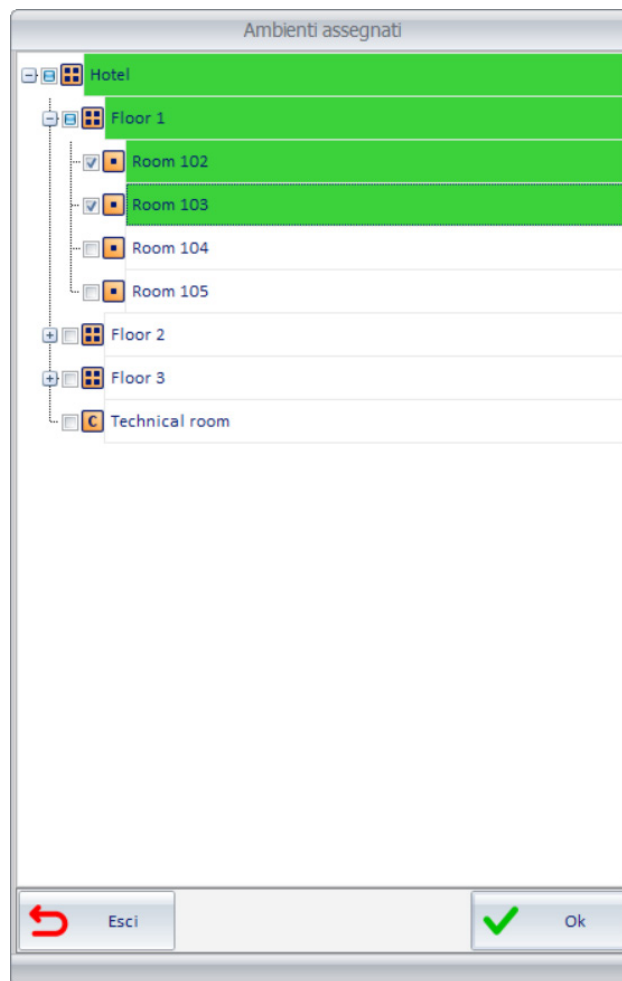 Ambienti assegnati
Hotel
Floor 1
Room 102
Room 103
Room 104
Room 105
Floor 2
Floor 3
C Technical room
Esci
Ok